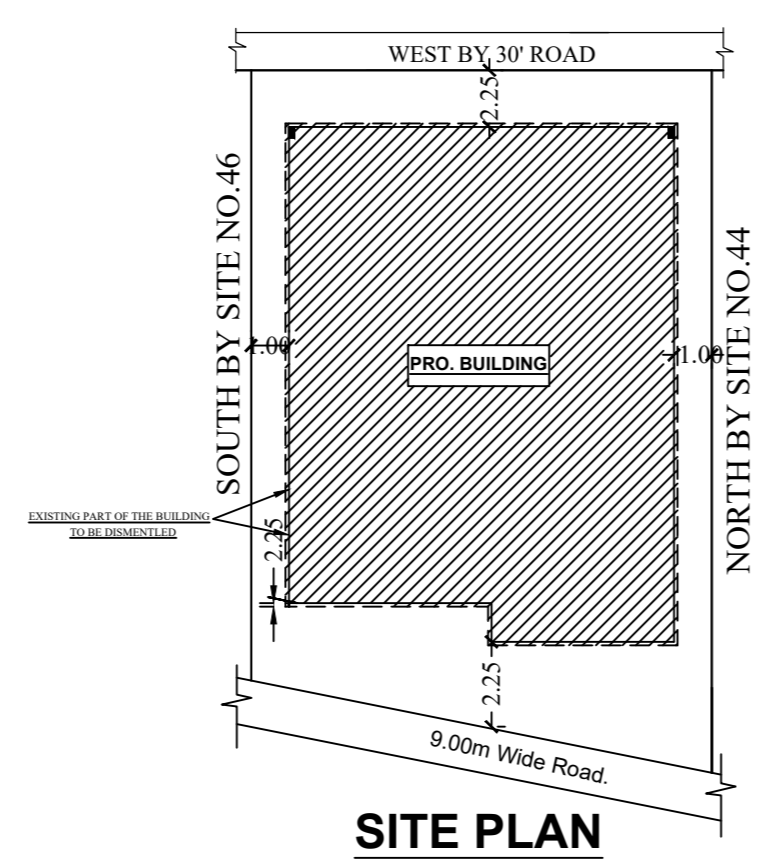 WEST BY 30' ROAD
2.25
SOUTH BY SITE NO.46
1.00
PRO. BUILDING
1.00
NORTH BY SITE NO.44
EXISTING PART OF THE BUILDING
TO BE DISMENTLED
2.25
2.25
9.00m Wide Road.
SITE PLAN